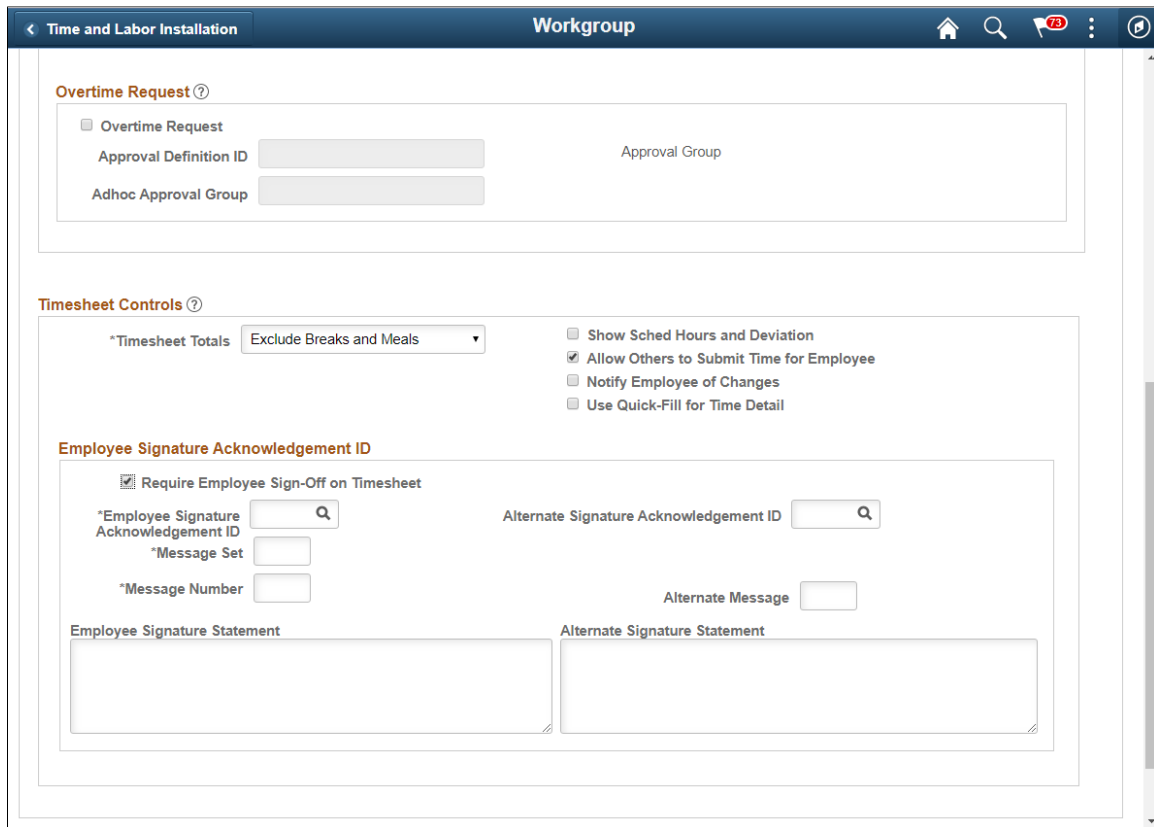 Time and Labor Installation
Workgroup
73
Overtime Request ?
Overtime Request
Approval Definition ID
Approval Group
Adhoc Approval Group
Timesheet Controls ?
*Timesheet Totals
Exclude Breaks and Meals
Show Sched Hours and Deviation
Allow Others to Submit Time for Employee
Notify Employee of Changes
Use Quick-Fill for Time Detail
Employee Signature Acknowledgement ID
Require Employee Sign-Off on Timesheet
*Employee Signature
Acknowledgement ID
Alternate Signature Acknowledgement ID
*Message Set
*Message Number
Alternate Message
Employee Signature Statement
Alternate Signature Statement